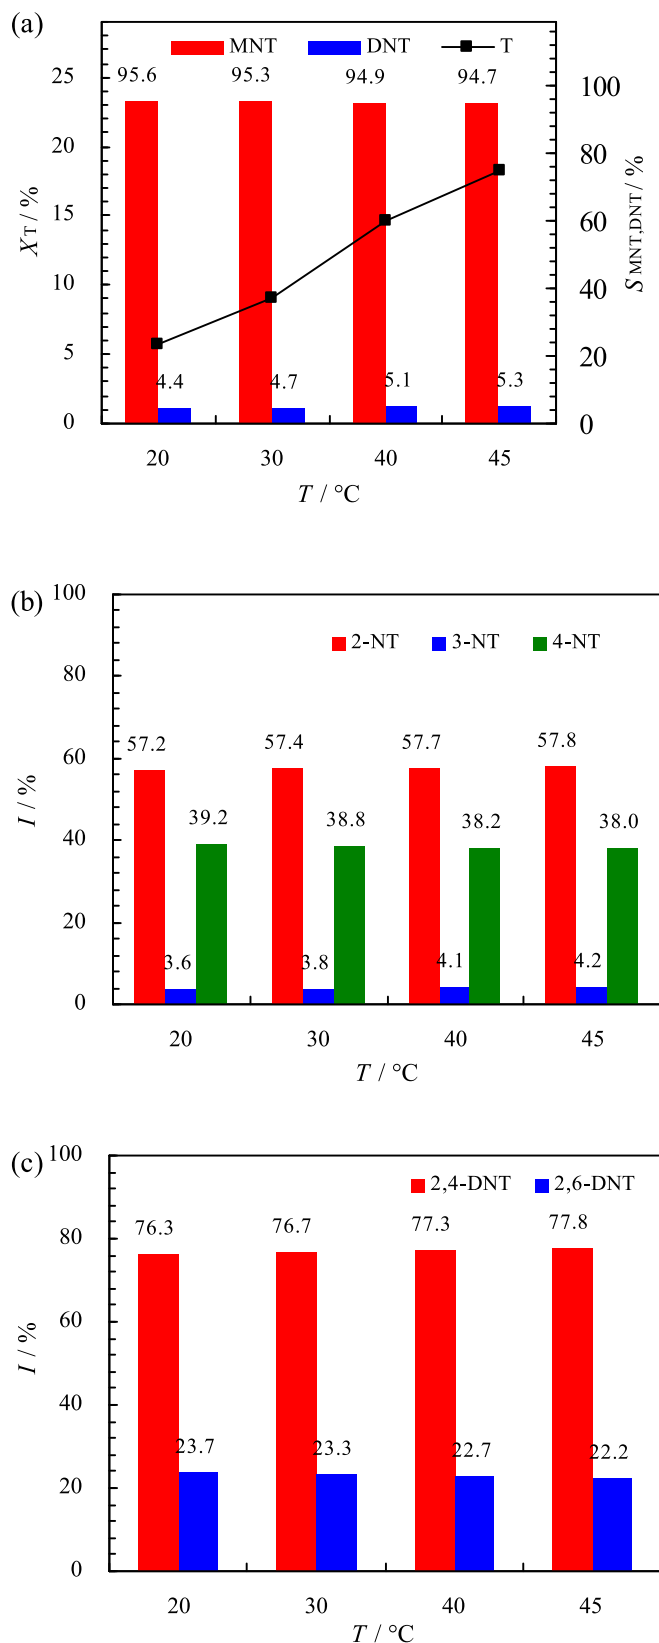 (a)
MNT DNT T
95.6 95.3 94.9 94.7
25
20
15
10
5
0
100
80
60
40
20
0
4.4 4.7 5.1 5.3
XT / %
SMNT,DNT / %
20 30 40 45
T / °C
(b)
100
80
60
40
20
0
2-NT 3-NT 4-NT
57.2 57.4 57.7 57.8
39.2 38.8 38.2 38.0
3.6 3.8 4.1 4.2
I / %
20 30 40 45
T / °C
(c)
100
80
60
40
20
0
2,4-DNT 2,6-DNT
76.3 76.7 77.3 77.8
23.7 23.3 22.7 22.2
I / %
20 30 40 45
T / °C